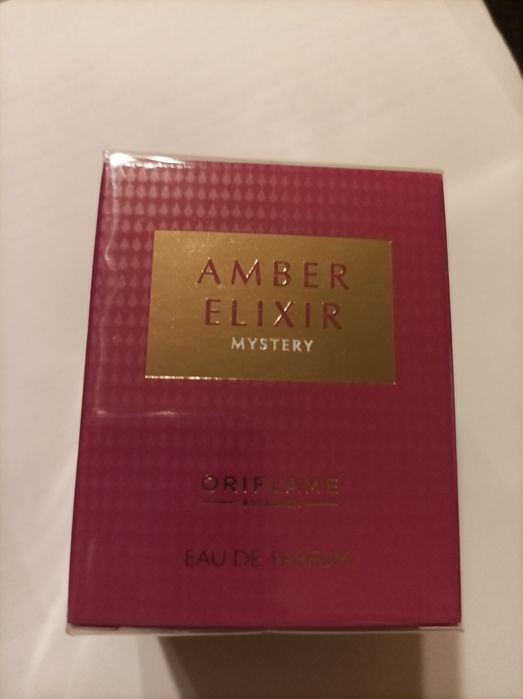 AMBER
ELIXIR
MYSTERY
ORIFLAME
EAU DE PARFUM